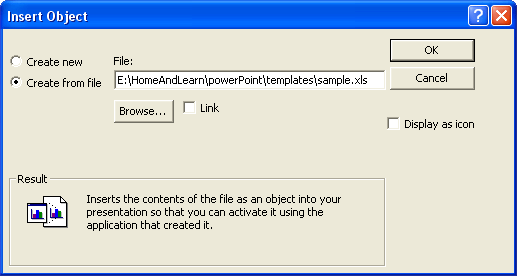 Insert Object
Create new
Create from file
File:
E:\HomeAndLearn\powerPoint\templates\sample.xls
Browse...
Link
OK
Cancel
Display as icon
Result
Inserts the contents of the file as an object into your
presentation so that you can activate it using the
application that created it.